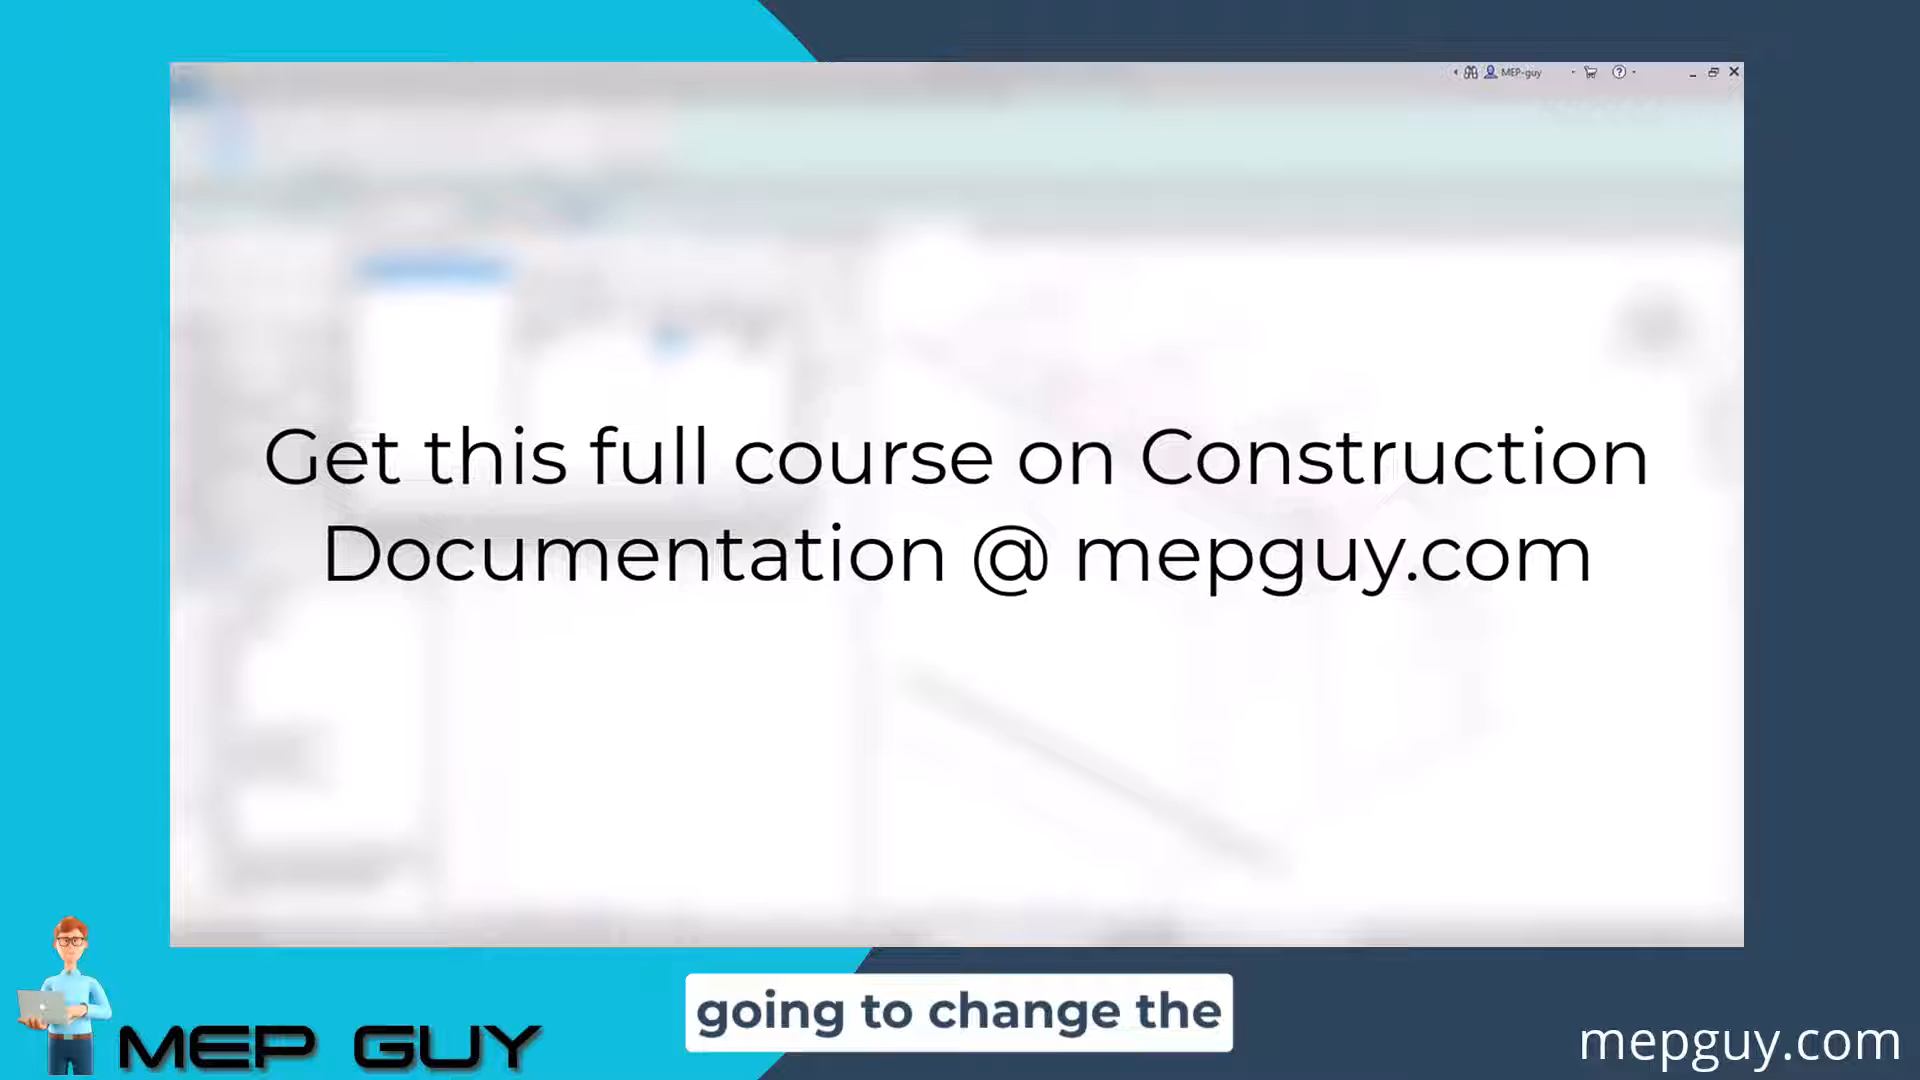 MEP-guy
Get this full course on Construction
Documentation @ mepguy.com
going to change the
MEP GUY
mepguy.com